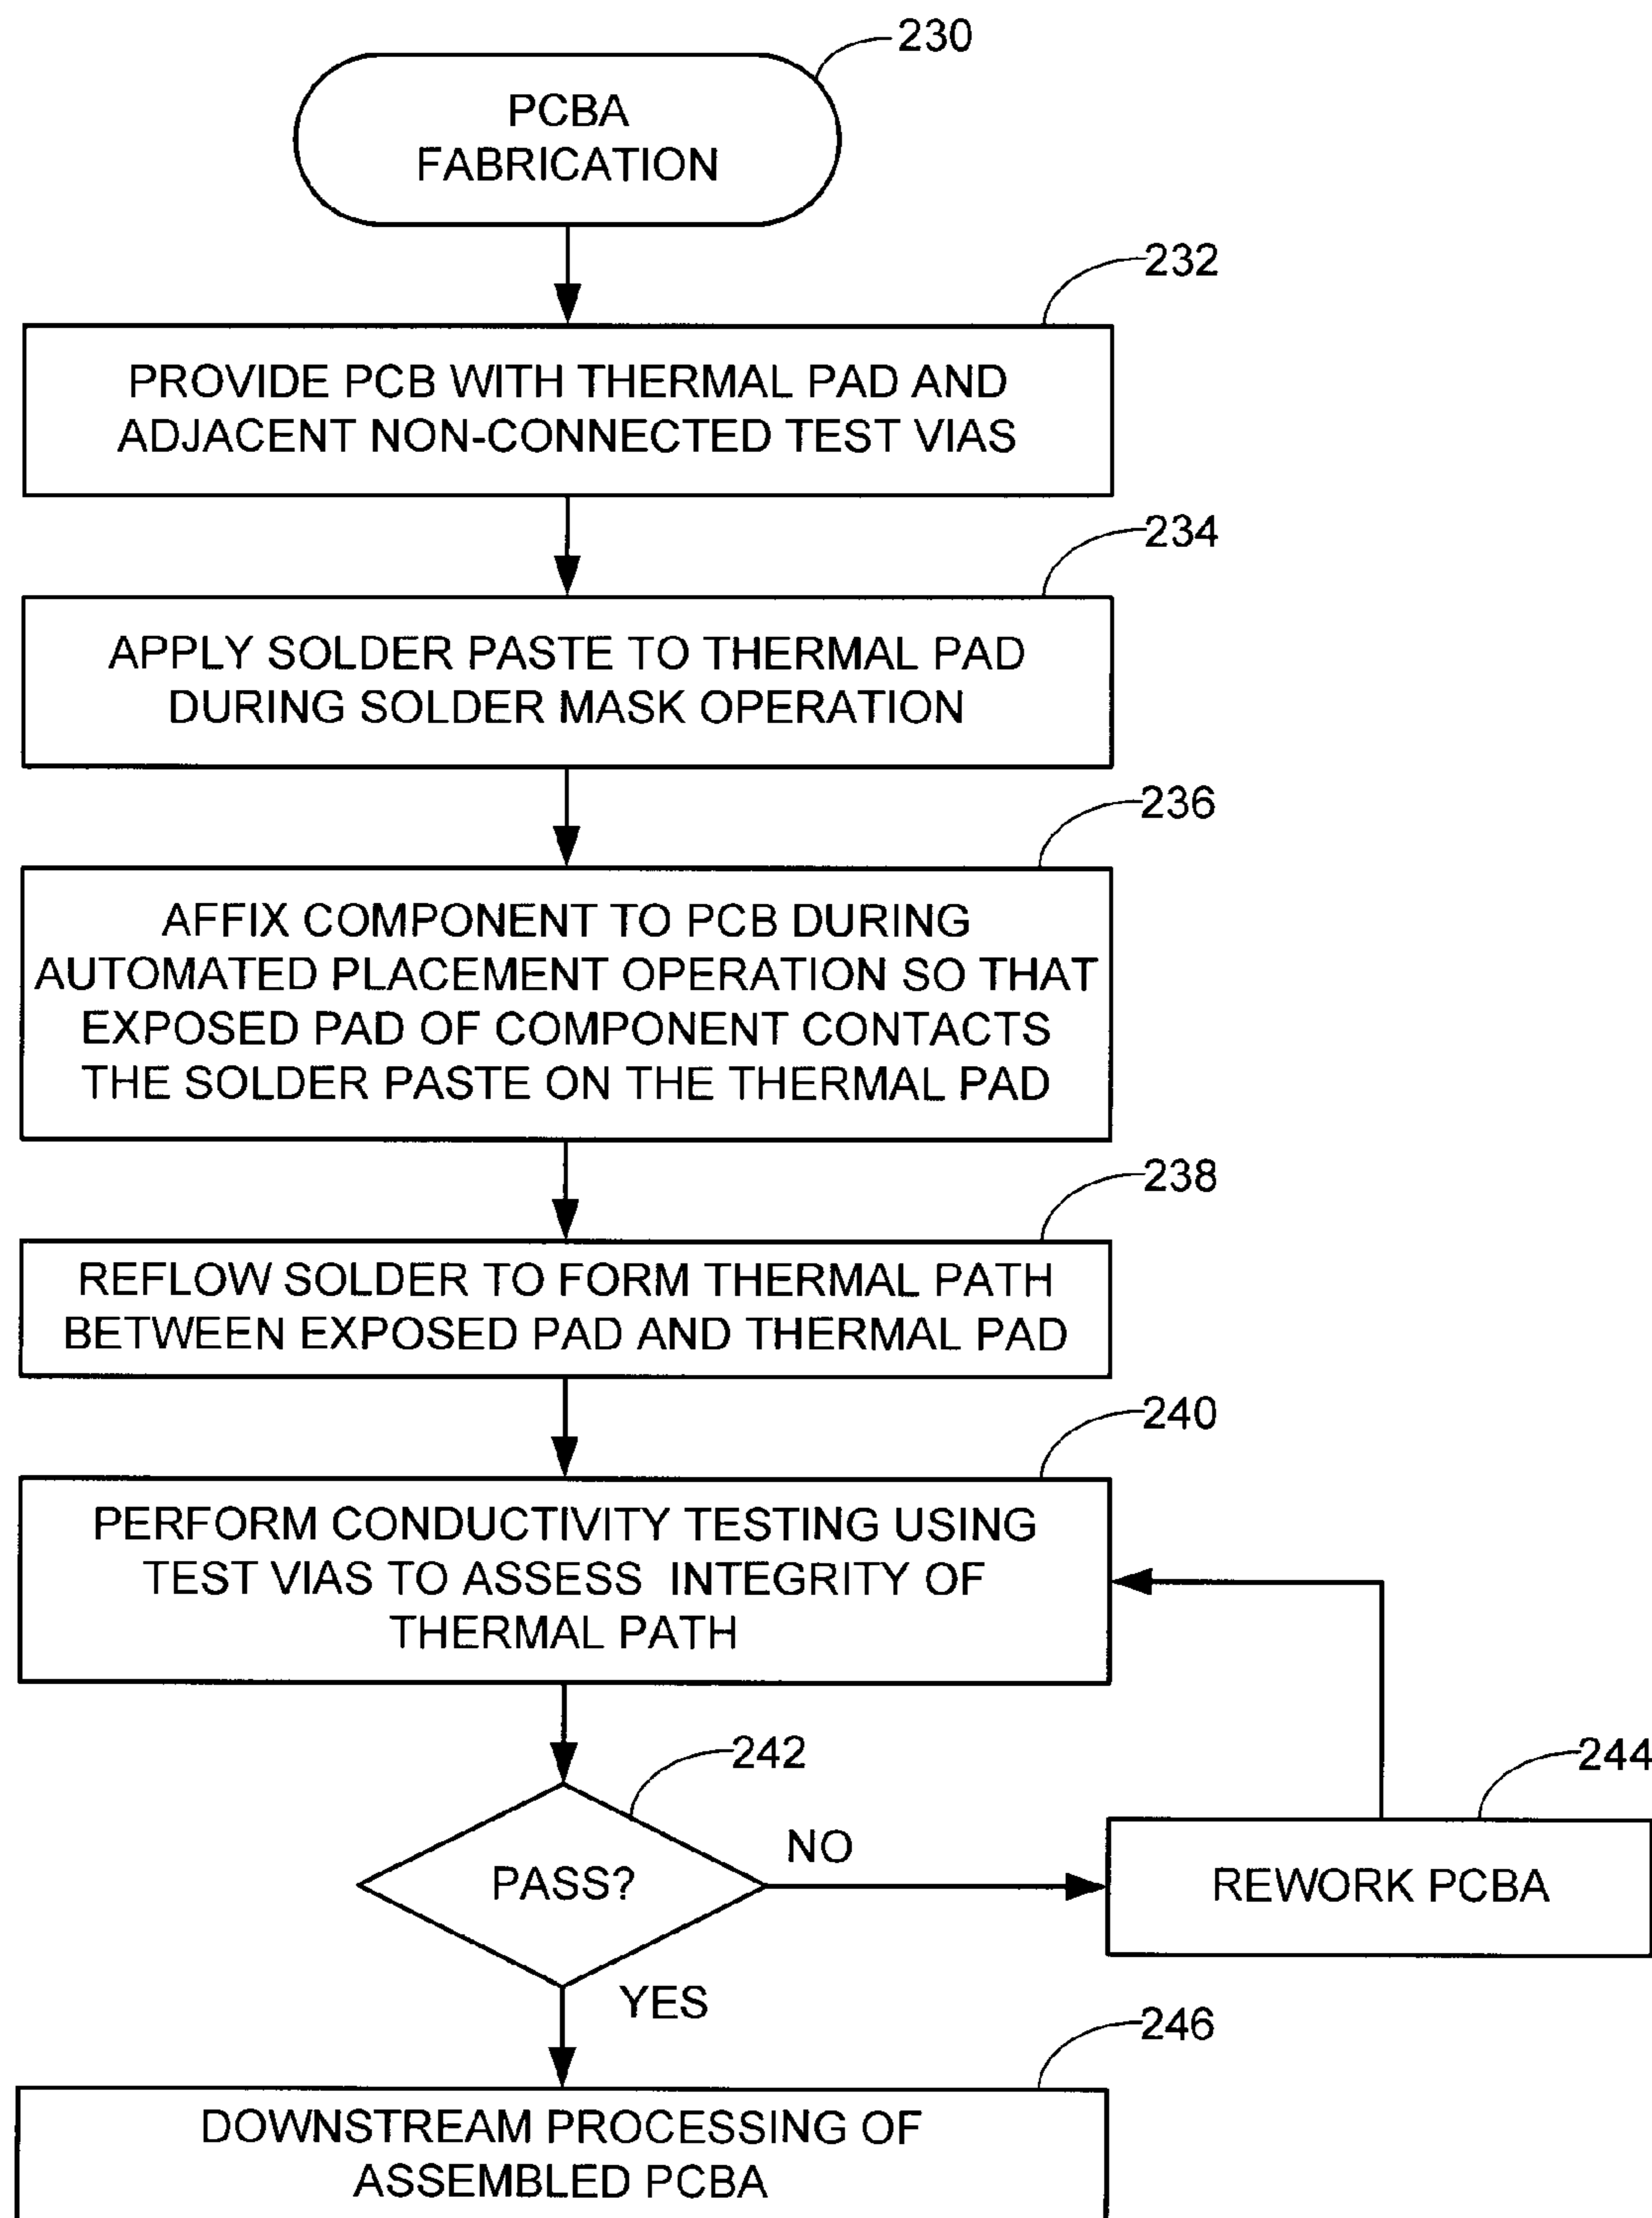 230
PCBA
FABRICATION
232
PROVIDE PCB WITH THERMAL PAD AND
ADJACENT NON-CONNECTED TEST VIAS
234
APPLY SOLDER PASTE TO THERMAL PAD
DURING SOLDER MASK OPERATION
236
AFFIX COMPONENT TO PCB DURING
AUTOMATED PLACEMENT OPERATION SO THAT
EXPOSED PAD OF COMPONENT CONTACTS
THE SOLDER PASTE ON THE THERMAL PAD
238
REFLOW SOLDER TO FORM THERMAL PATH
BETWEEN EXPOSED PAD AND THERMAL PAD
240
PERFORM CONDUCTIVITY TESTING USING
TEST VIAS TO ASSESS INTEGRITY OF
THERMAL PATH
242
PASS?
NO
244
REWORK PCBA
YES
246
DOWNSTREAM PROCESSING OF
ASSEMBLED PCBA